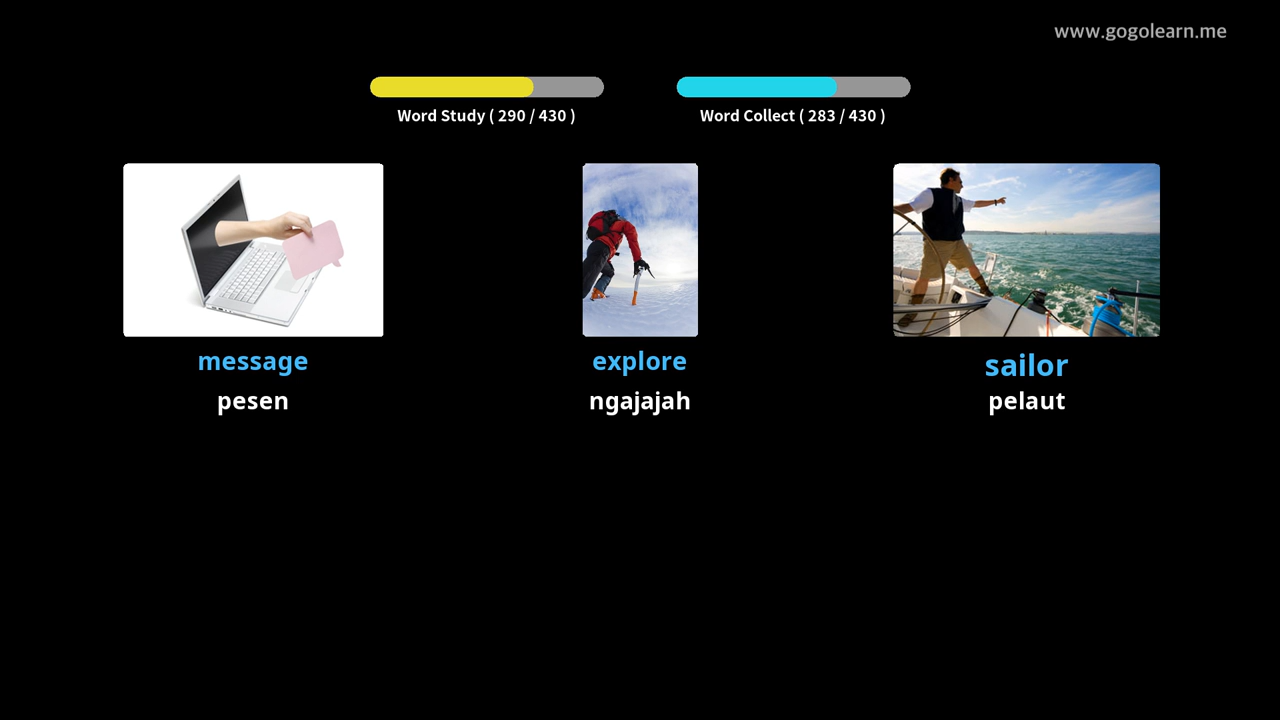 www.gogolearn.me
Word Study ( 290 / 430 )
Word Collect ( 283 / 430 )
message
explore
sailor
pesen
ngajajah
pelaut